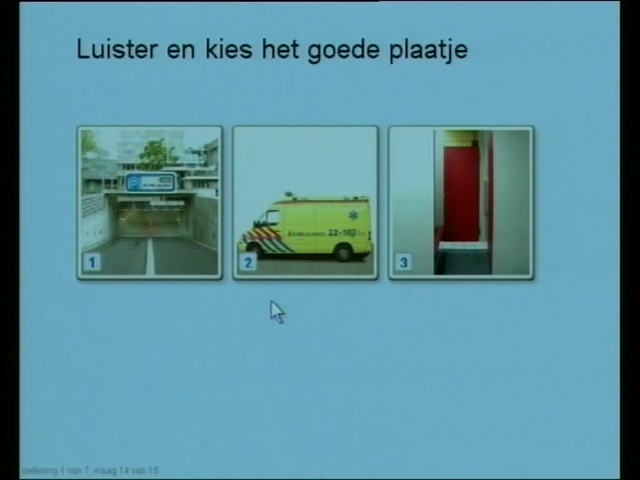 Luister en kies het goede plaatje
P
AMBULANCE 22-102
1
2
3
oefening 1 van 7, vraag 14 van 15